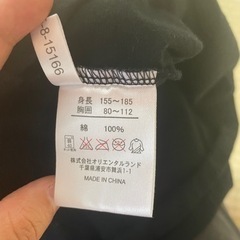 8-15166
身長 155〜185
胸囲 80〜112
綿 100%
株式会社オリエンタルランド
千葉県浦安市舞浜1-1
MADE IN CHINA